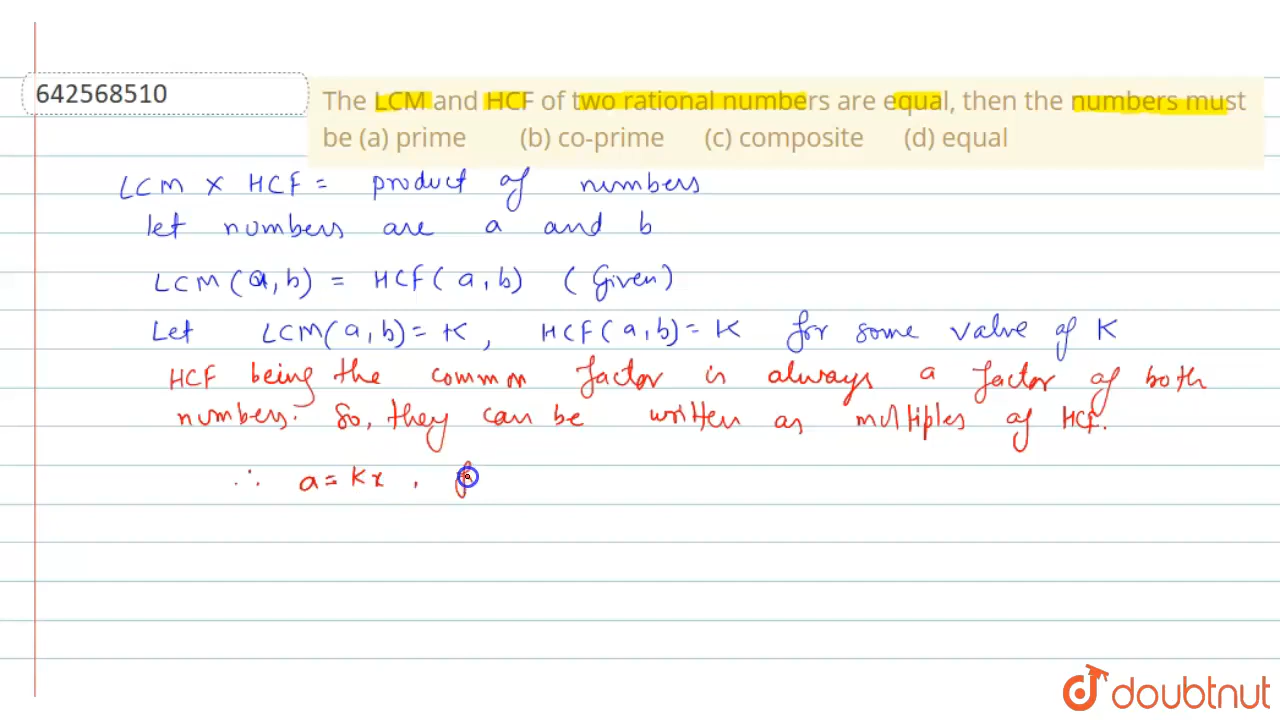 642568510
The LCM and HCF of two rational numbers are equal, then the numbers must
be (a) prime (b) co-prime (c) composite (d) equal
LCM × HCF = product of numbers
let numbers are a and b
LCM (a, b) = HCF (a, b) (Given)
Let LCM(a, b) = K, HCF(a, b) = K for some value of K
HCF being the common factor is always a factor of both
numbers. So, they can be written as multiples of HCF.
∴ a = Kx ,
doubtnut